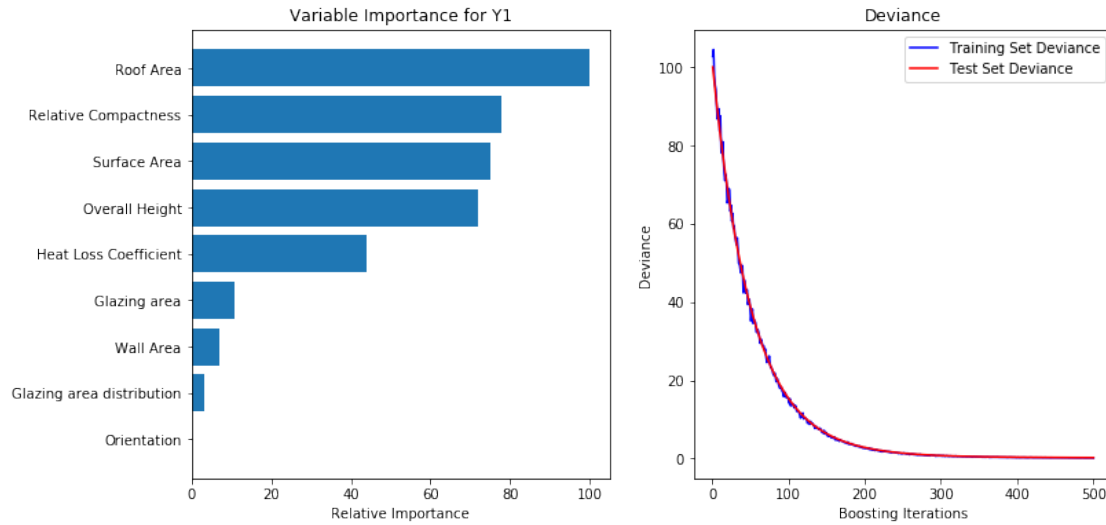 Variable Importance for Y1
Roof Area
Relative Compactness
Surface Area
Overall Height
Heat Loss Coefficient
Glazing area
Wall Area
Glazing area distribution
Orientation
0 20 40 60 80 100
Relative Importance
Deviance
Training Set Deviance
Test Set Deviance
100
80
60
40
20
0
Deviance
0 100 200 300 400 500
Boosting Iterations